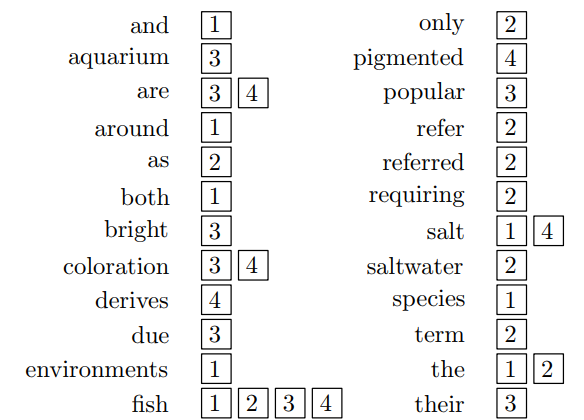 and 1
aquarium 3
are 3 4
around 1
as 2
both 1
bright 3
coloration 3 4
derives 4
due 3
environments 1
fish 1 2 3 4
only 2
pigmented 4
popular 3
refer 2
referred 2
requiring 2
salt 1 4
saltwater 2
species 1
term 2
the 1 2
their 3